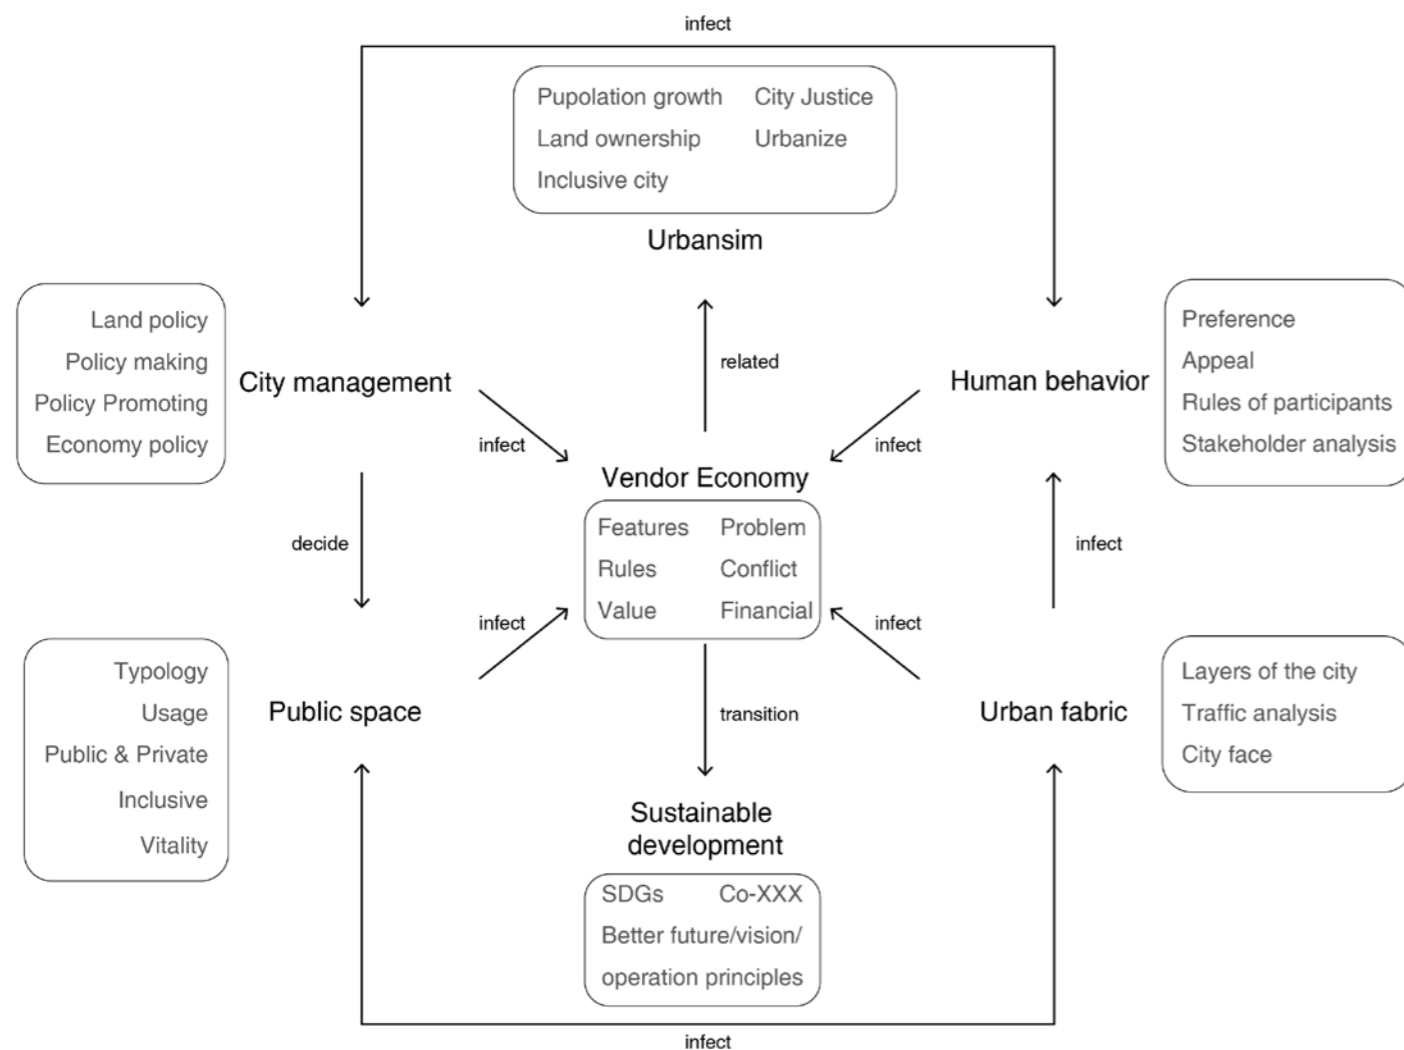 infect
Pupolation growth City Justice
Land ownership Urbanize
Inclusive city
Urbansim
Land policy
Policy making
Policy Promoting
Economy policy
City management
related
Human behavior
Preference
Appeal
Rules of participants
Stakeholder analysis
infect
infect
Vendor Economy
Features Problem
Rules Conflict
Value Financial
decide
infect
infect
infect
Typology
Usage
Public & Private
Inclusive
Vitality
Public space
transition
Urban fabric
Layers of the city
Traffic analysis
City face
Sustainable
development
SDGs Co-XXX
Better future/vision/
operation principles
infect